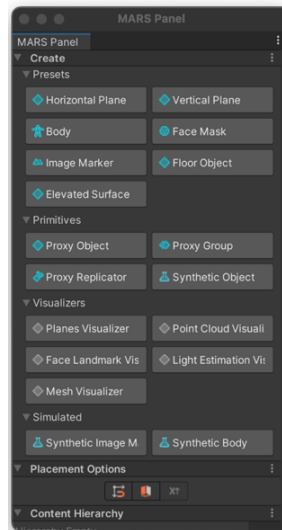 MARS Panel
MARS Panel
Create
Presets
Horizontal Plane
Vertical Plane
Body
Face Mask
Image Marker
Floor Object
Elevated Surface
Primitives
Proxy Object
Proxy Group
Proxy Replicator
Synthetic Object
Visualizers
Planes Visualizer
Point Cloud Visuali
Face Landmark Vis
Light Estimation Vis
Mesh Visualizer
Simulated
Synthetic Image M
Synthetic Body
Placement Options
X↑
Content Hierarchy
Hierarchy Empty